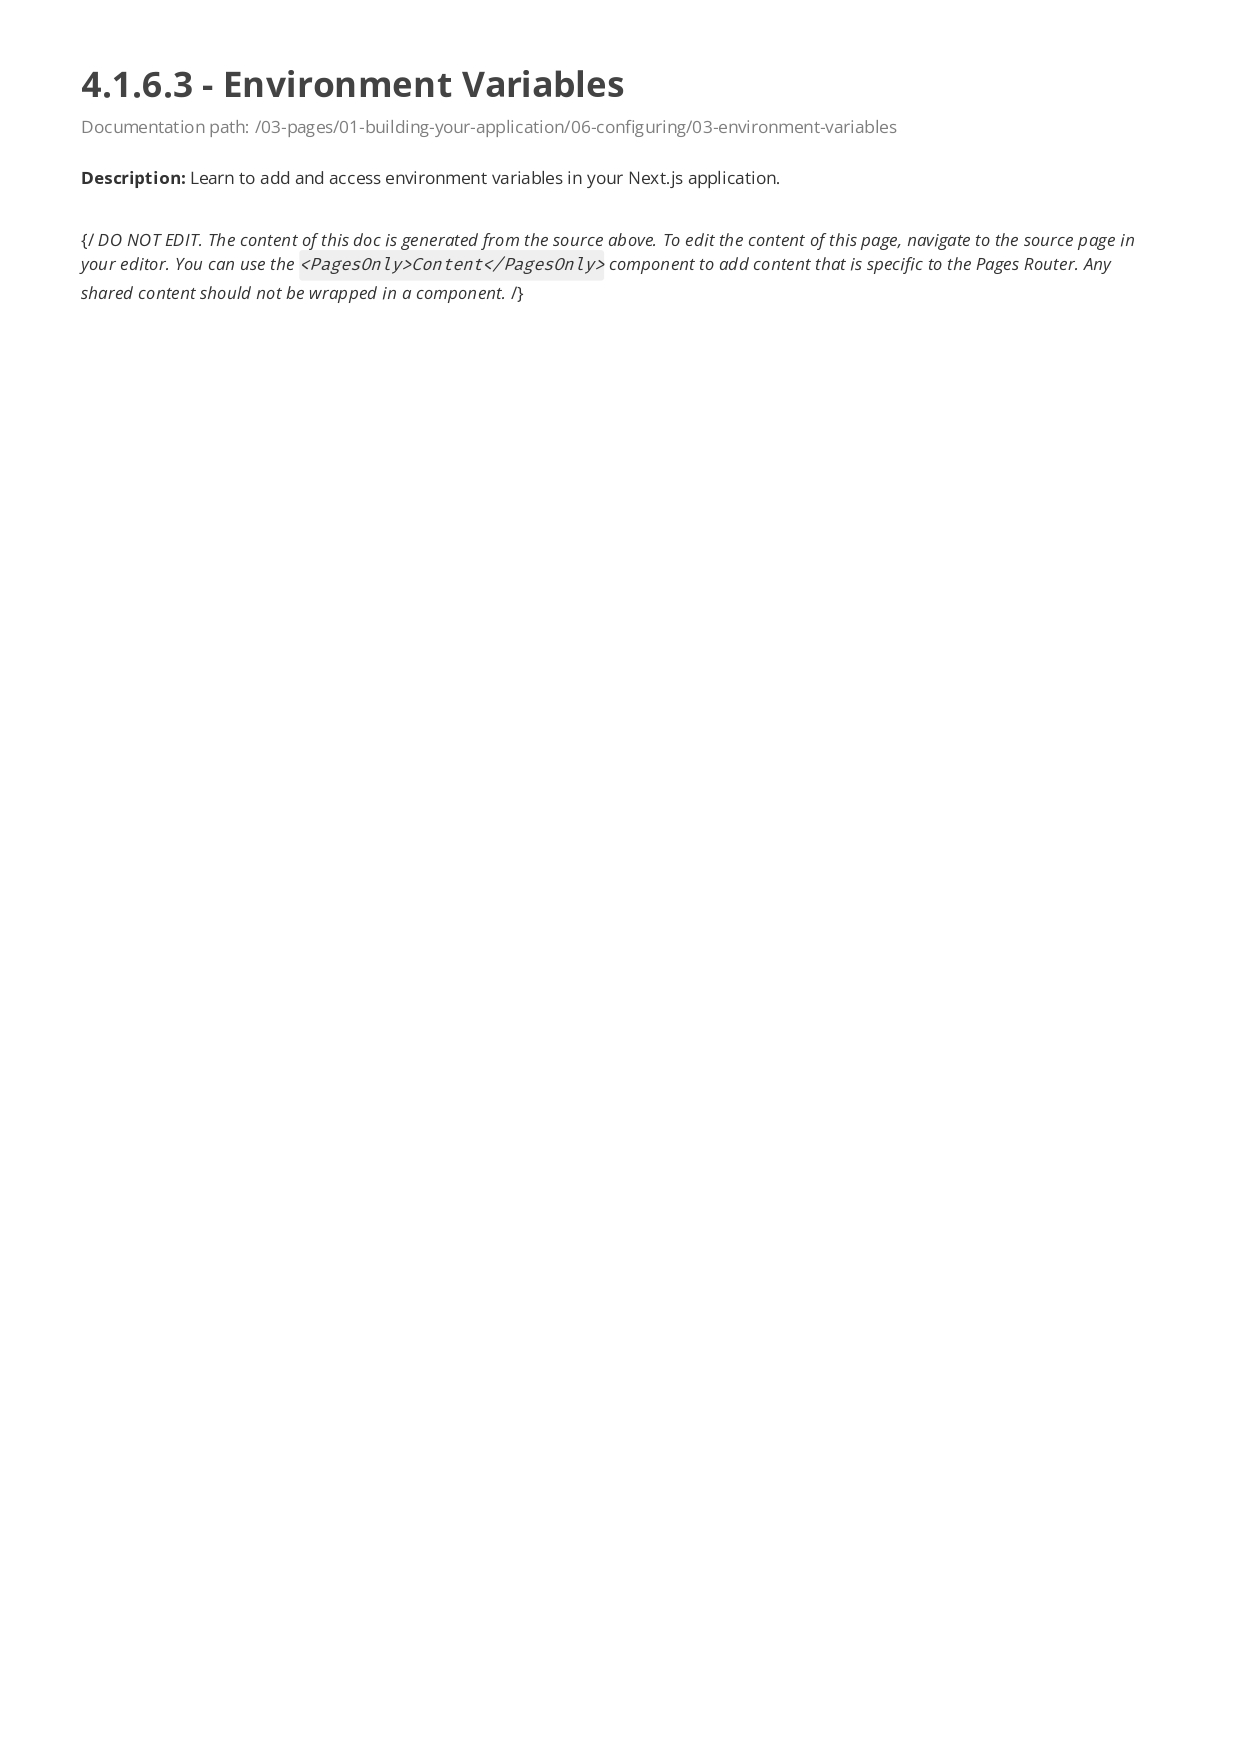 4.1.6.3 - Environment Variables
Documentation path: /03-pages/01-building-your-application/06-configuring/03-environment-variables
Description: Learn to add and access environment variables in your Next.js application.
{/ DO NOT EDIT. The content of this doc is generated from the source above. To edit the content of this page, navigate to the source page in
your editor. You can use the <PagesOnly>Content</PagesOnly> component to add content that is specific to the Pages Router. Any
shared content should not be wrapped in a component. /}